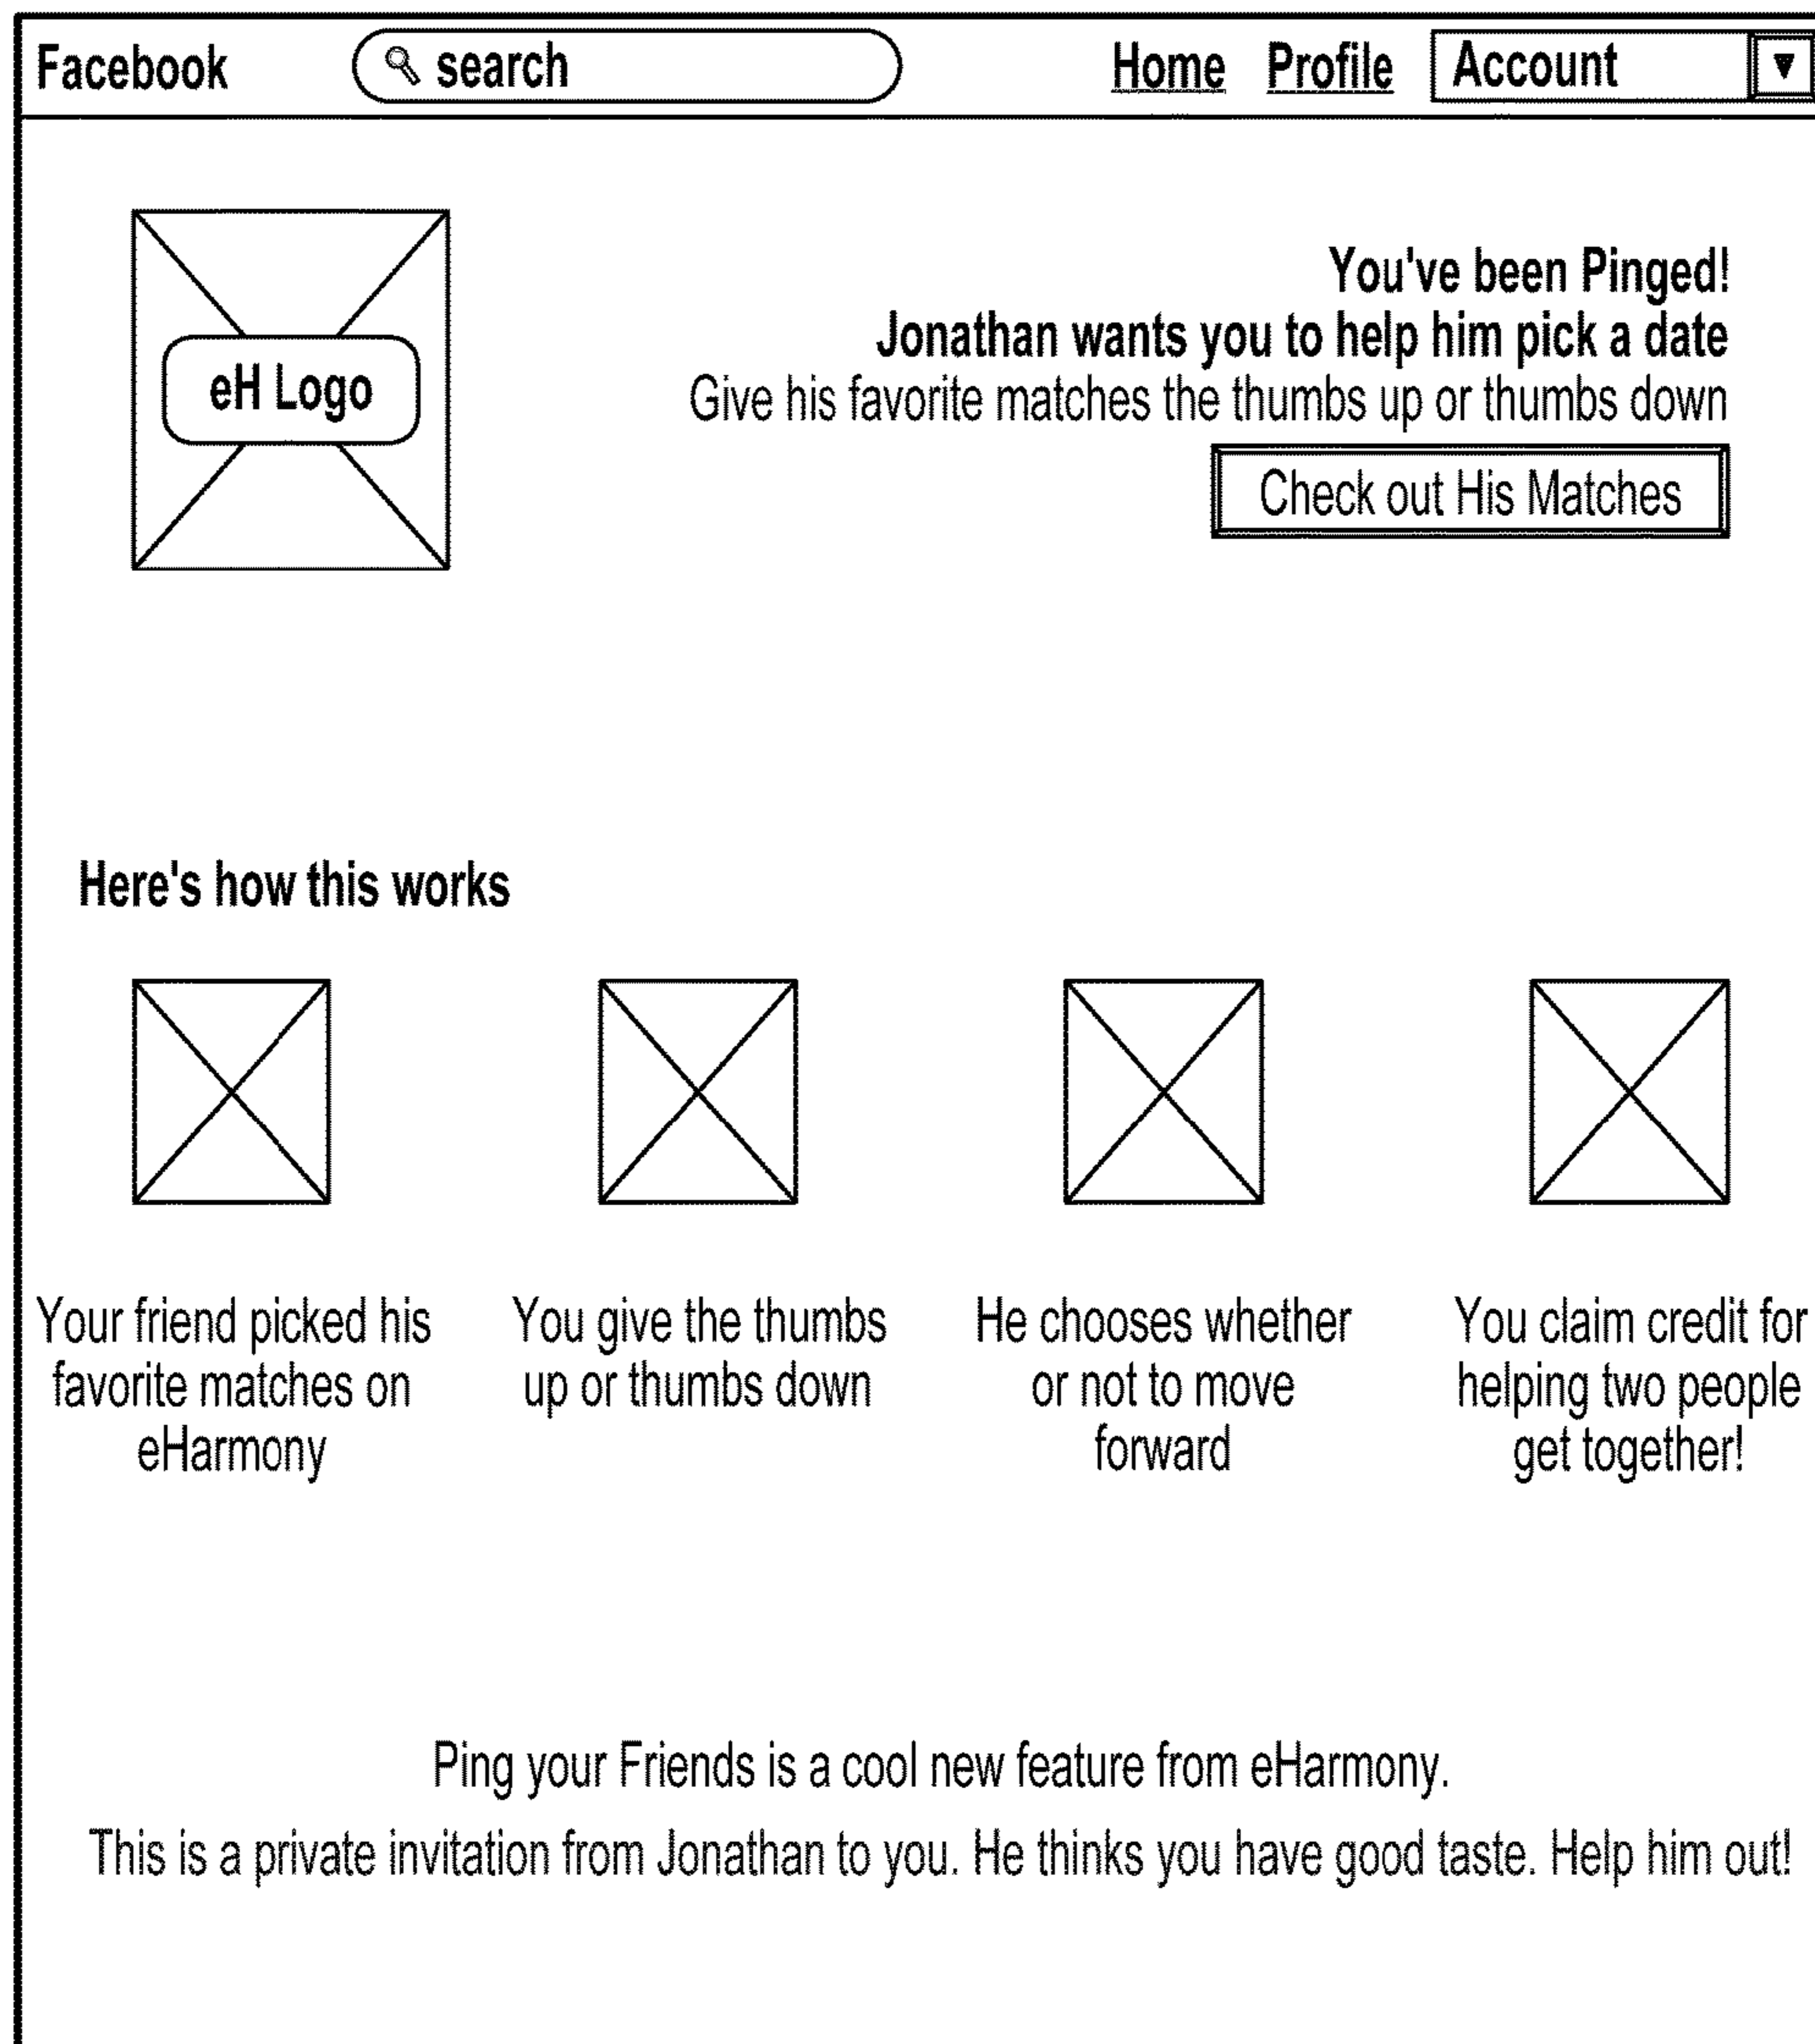 Facebook search Home Profile Account
eH Logo
You've been Pinged!
Jonathan wants you to help him pick a date
Give his favorite matches the thumbs up or thumbs down
Check out His Matches
Here's how this works
Your friend picked his
favorite matches on
eHarmony
You give the thumbs
up or thumbs down
He chooses whether
or not to move
forward
You claim credit for
helping two people
get together!
Ping your Friends is a cool new feature from eHarmony.
This is a private invitation from Jonathan to you. He thinks you have good taste. Help him out!